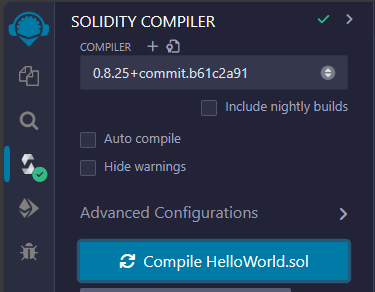 SOLIDITY COMPILER
COMPILER
0.8.25+commit.b61c2a91
Include nightly builds
Auto compile
Hide warnings
Advanced Configurations
Compile HelloWorld.sol